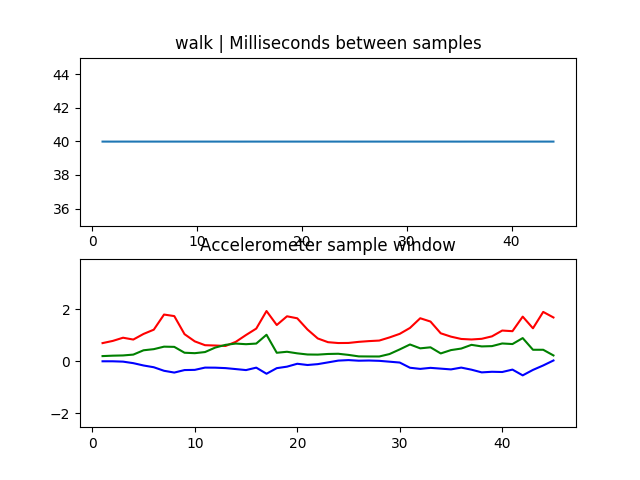 walk | Milliseconds between samples
44
42
40
38
36
0 10 20 30 40
Accelerometer sample window
2
0
−2
0 10 20 30 40